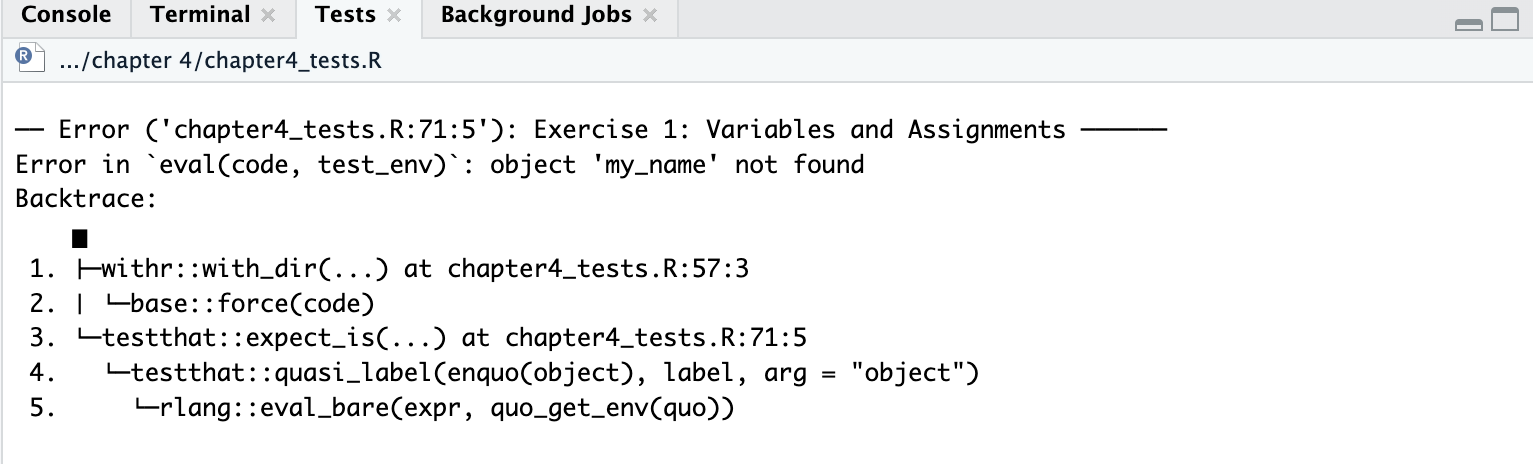 Console Terminal × Tests × Background Jobs ×
R .../chapter 4/chapter4_tests.R
── Error ('chapter4_tests.R:71:5'): Exercise 1: Variables and Assignments ──────
Error in `eval(code, test_env)`: object 'my_name' not found
Backtrace:
    ■
 1. ├─withr::with_dir(...) at chapter4_tests.R:57:3
 2. | └─base::force(code)
 3. └─testthat::expect_is(...) at chapter4_tests.R:71:5
 4.   └─testthat::quasi_label(enquo(object), label, arg = "object")
 5.     └─rlang::eval_bare(expr, quo_get_env(quo))